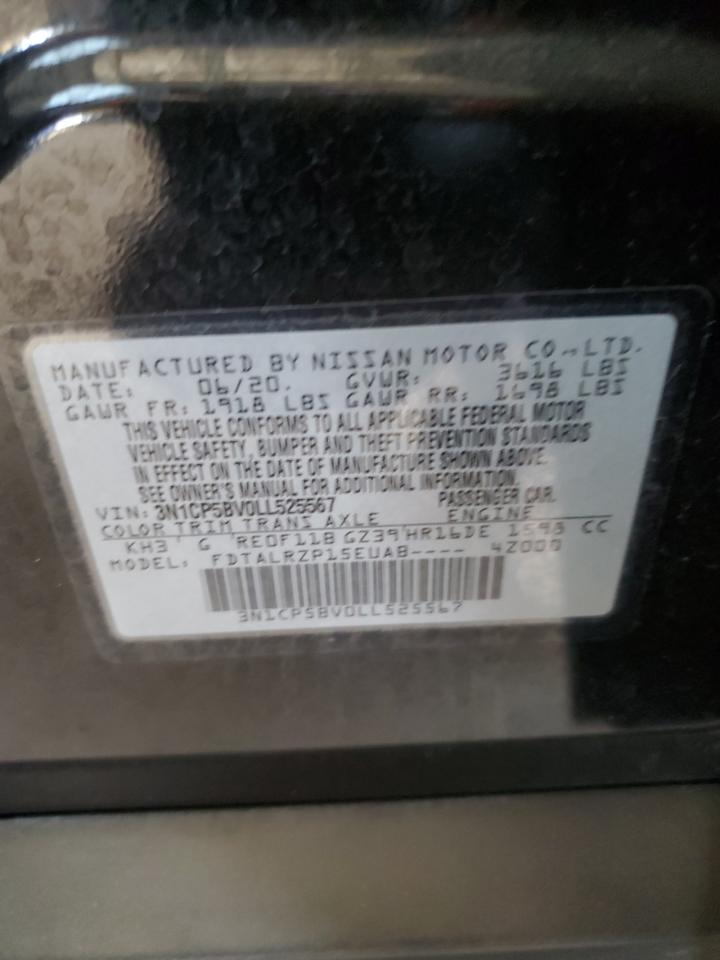 MANUFACTURED BY NISSAN MOTOR CO.,LTD.
DATE: 06/20. GVWR: 3616 LBS
GAWR FR: 1918 LBS GAWR RR: 1698 LBS
THIS VEHICLE CONFORMS TO ALL APPLICABLE FEDERAL MOTOR
VEHICLE SAFETY, BUMPER AND THEFT PREVENTION STANDARDS
IN EFFECT ON THE DATE OF MANUFACTURE SHOWN ABOVE.
SEE OWNER'S MANUAL FOR ADDITIONAL INFORMATION.
VIN: 3N1CP5BV0LL525567 PASSENGER CAR.
COLOR TRIM TRANS AXLE ENGINE
KH3 G RE0F11B GZ39 HR16DE 1598 CC
MODEL: FDTALRZP15EUAB---- 4Z000
3N1CP5BV0LL525567